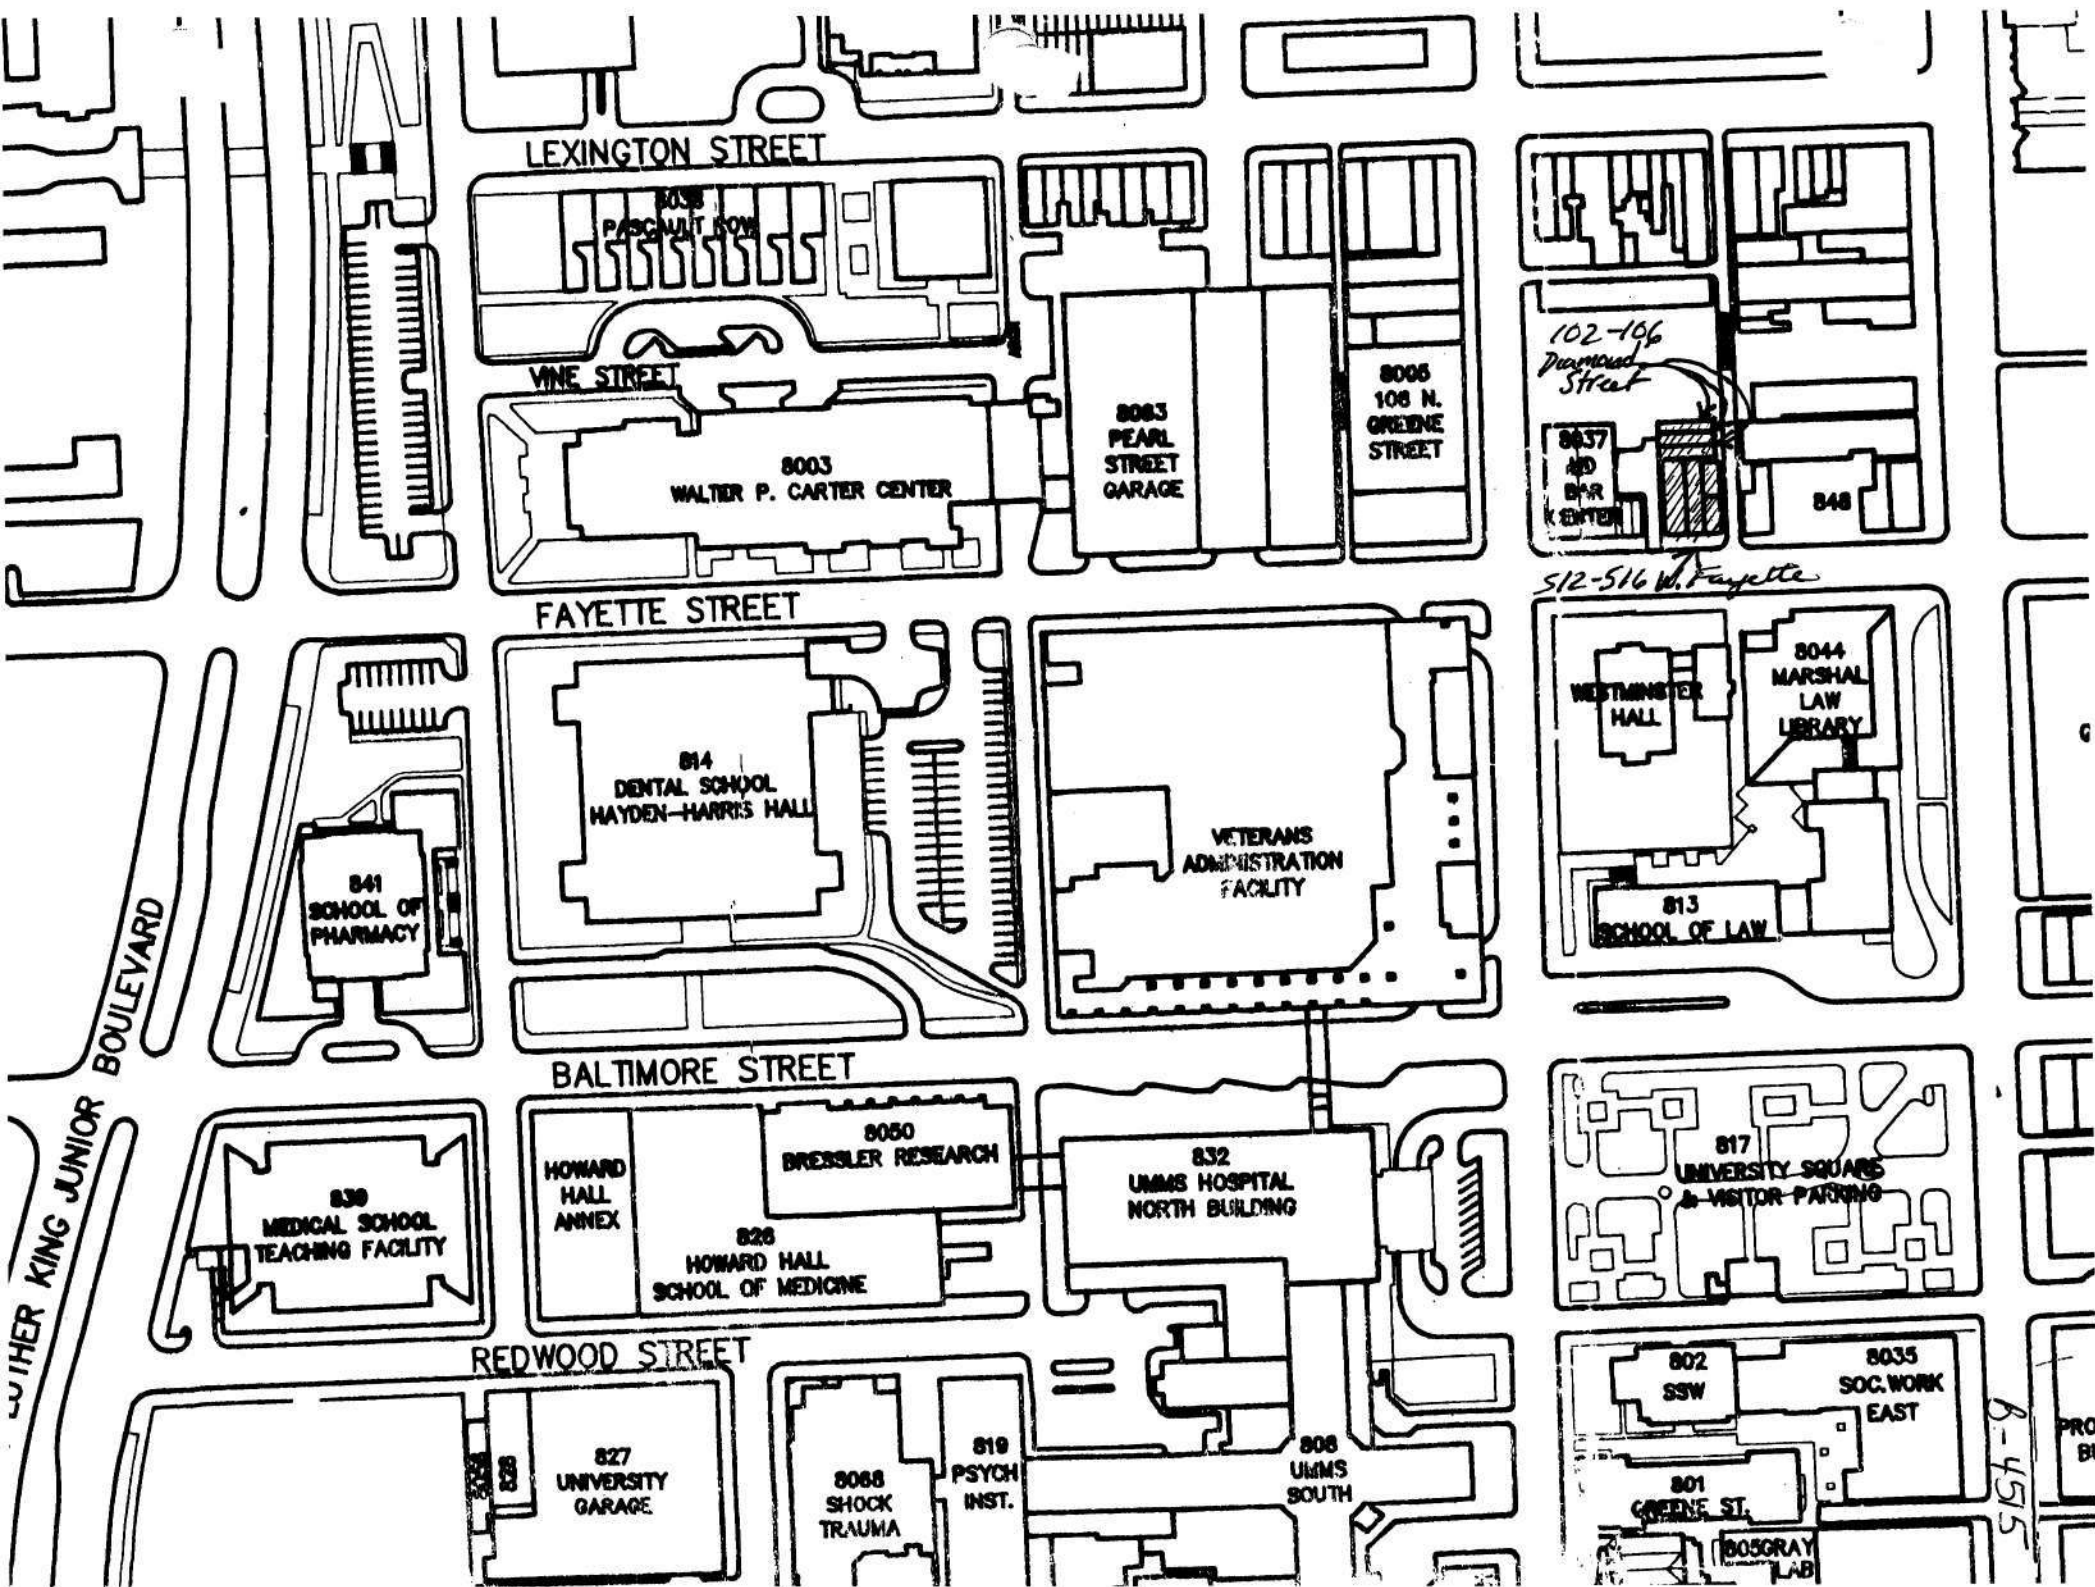 LEXINGTON STREET
8038
PASCAULT ROW
VINE STREET
8003
WALTER P. CARTER CENTER
8083
PEARL
STREET
GARAGE
8005
108 N.
GREENE
STREET
102-106
Diamond
Street
8037
MD
BAR
CENTER
848
512-516 W. Fayette
FAYETTE STREET
814
DENTAL SCHOOL
HAYDEN-HARRIS HALL
VETERANS
ADMINISTRATION
FACILITY
WESTMINSTER
HALL
8044
MARSHAL
LAW
LIBRARY
841
SCHOOL OF
PHARMACY
813
SCHOOL OF LAW
LUTHER KING JUNIOR BOULEVARD
BALTIMORE STREET
839
MEDICAL SCHOOL
TEACHING FACILITY
HOWARD
HALL
ANNEX
8050
BRESSLER RESEARCH
826
HOWARD HALL
SCHOOL OF MEDICINE
832
UMMS HOSPITAL
NORTH BUILDING
817
UNIVERSITY SQUARE
& VISITOR PARKING
REDWOOD STREET
827
UNIVERSITY
GARAGE
8068
SHOCK
TRAUMA
819
PSYCH
INST.
808
UMMS
SOUTH
802
SSW
8035
SOC.WORK
EAST
801
GREENE ST.
805GRAY
LAB
B-4515
PRO